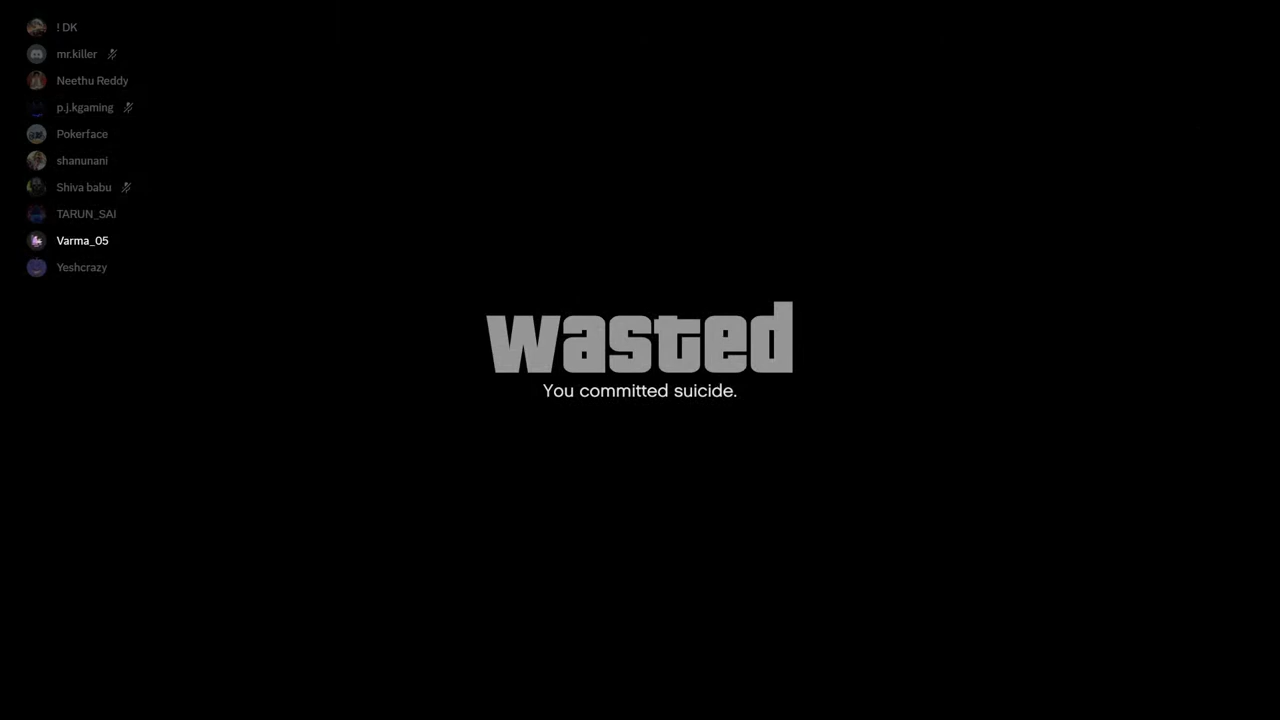 ! DK
mr.killer
Neethu Reddy
p.j.kgaming
Pokerface
shanunani
Shiva babu
TARUN_SAI
Varma_05
Yeshcrazy
wasted
You committed suicide.